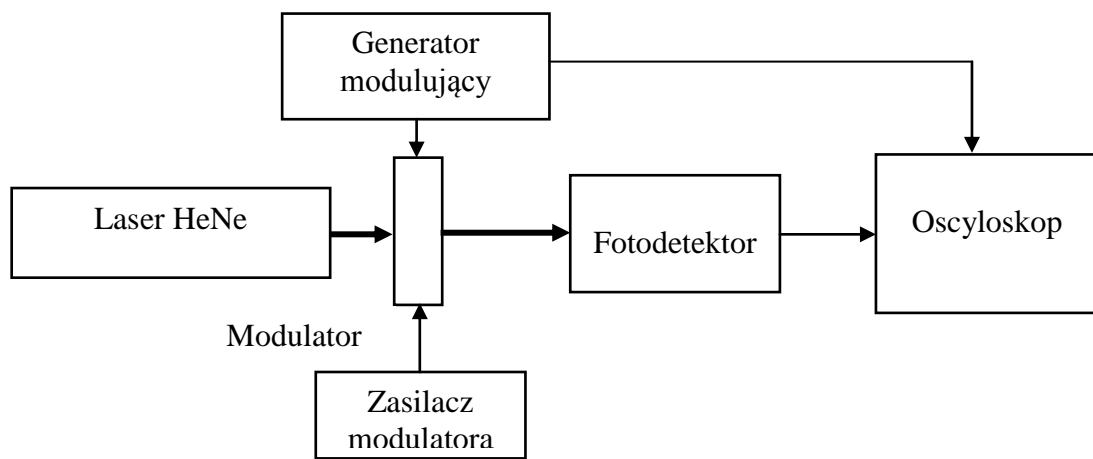 Generator
modulujący
Laser HeNe
Fotodetektor
Oscyloskop
Modulator
Zasilacz
modulatora